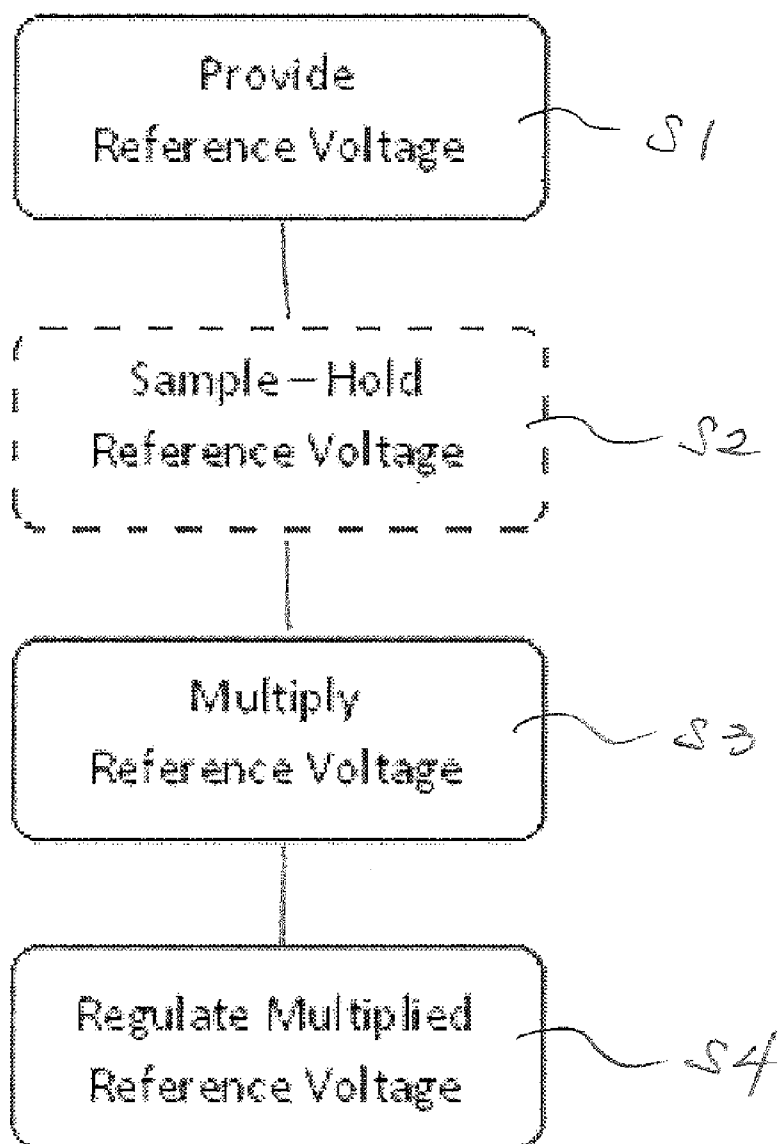 Provide
Reference Voltage
S1
Sample-Hold
Reference Voltage
S2
Multiply
Reference Voltage
S3
Regulate Multiplied
Reference Voltage
S4